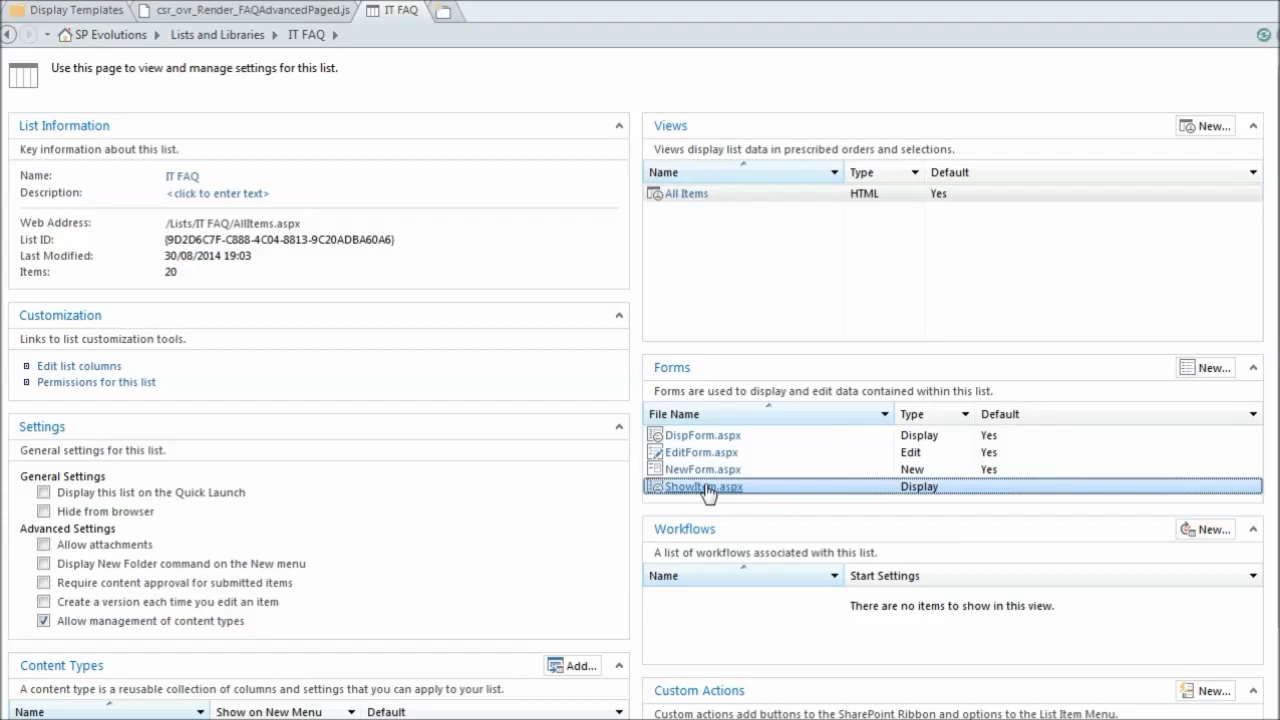 Display Templates csr_ovr_Render_FAQAdvancedPaged.js IT FAQ
SP Evolutions Lists and Libraries IT FAQ
Use this page to view and manage settings for this list.
List Information
Key information about this list.
Name: IT FAQ
Description: <click to enter text>
Web Address: /Lists/IT FAQ/AllItems.aspx
List ID: {9D2D6C7F-C888-4C04-8813-9C20ADBA60A6}
Last Modified: 30/08/2014 19:03
Items: 20
Customization
Links to list customization tools.
Edit list columns
Permissions for this list
Settings
General settings for this list.
General Settings
Display this list on the Quick Launch
Hide from browser
Advanced Settings
Allow attachments
Display New Folder command on the New menu
Require content approval for submitted items
Create a version each time you edit an item
Allow management of content types
Content Types Add...
A content type is a reusable collection of columns and settings that you can apply to your list.
Name Show on New Menu Default
Views New...
Views display list data in prescribed orders and selections.
Name Type Default
All Items HTML Yes
Forms New...
Forms are used to display and edit data contained within this list.
File Name Type Default
DispForm.aspx Display Yes
EditForm.aspx Edit Yes
NewForm.aspx New Yes
ShowItem.aspx Display
Workflows New...
A list of workflows associated with this list.
Name Start Settings
There are no items to show in this view.
Custom Actions New...
Custom actions add buttons to the SharePoint Ribbon and options to the List Item Menu.